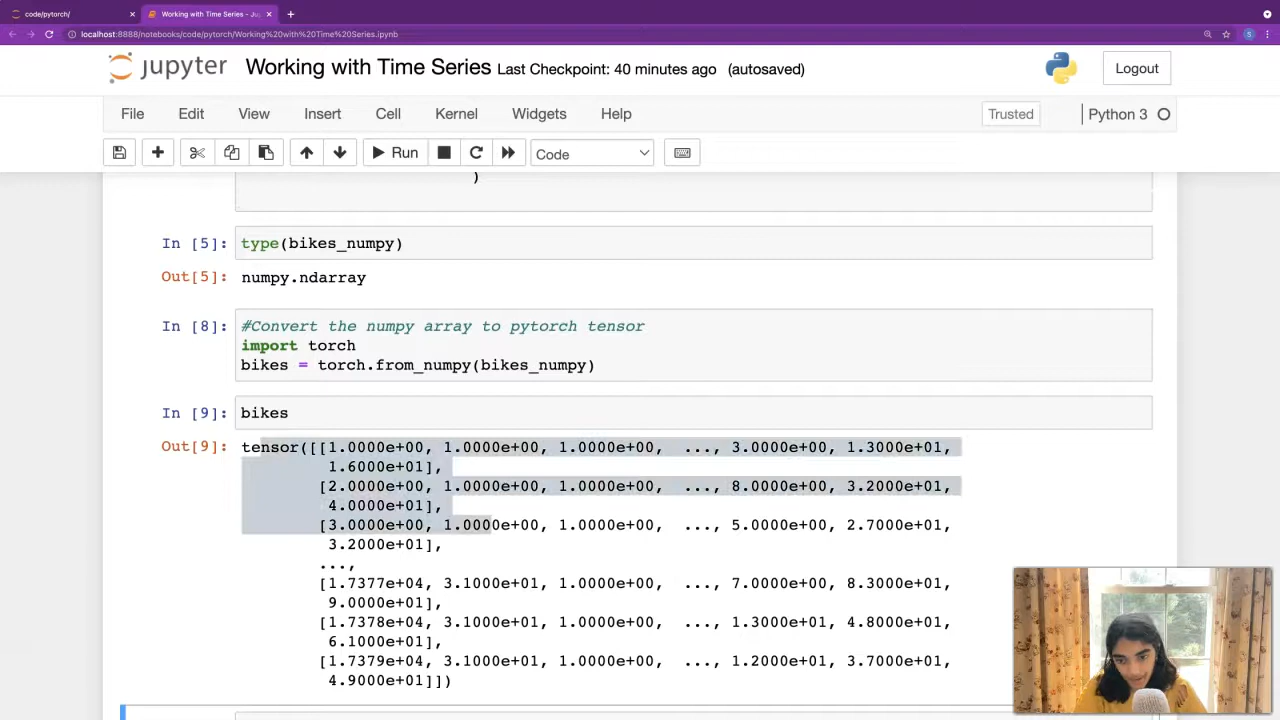 code/pytorch/
Working with Time Series - Ju
localhost:8888/notebooks/code/pytorch/Working%20with%20Time%20Series.ipynb
S
jupyter Working with Time Series Last Checkpoint: 40 minutes ago (autosaved)
Logout
File Edit View Insert Cell Kernel Widgets Help
Trusted
Python 3
Run
Code
)
In [5]: type(bikes_numpy)
Out[5]: numpy.ndarray
In [8]: #Convert the numpy array to pytorch tensor
import torch
bikes = torch.from_numpy(bikes_numpy)
In [9]: bikes
Out[9]: tensor([[1.0000e+00, 1.0000e+00, 1.0000e+00, ..., 3.0000e+00, 1.3000e+01,
1.6000e+01],
[2.0000e+00, 1.0000e+00, 1.0000e+00, ..., 8.0000e+00, 3.2000e+01,
4.0000e+01],
[3.0000e+00, 1.0000e+00, 1.0000e+00, ..., 5.0000e+00, 2.7000e+01,
3.2000e+01],
...,
[1.7377e+04, 3.1000e+01, 1.0000e+00, ..., 7.0000e+00, 8.3000e+01,
9.0000e+01],
[1.7378e+04, 3.1000e+01, 1.0000e+00, ..., 1.3000e+01, 4.8000e+01,
6.1000e+01],
[1.7379e+04, 3.1000e+01, 1.0000e+00, ..., 1.2000e+01, 3.7000e+01,
4.9000e+01]])